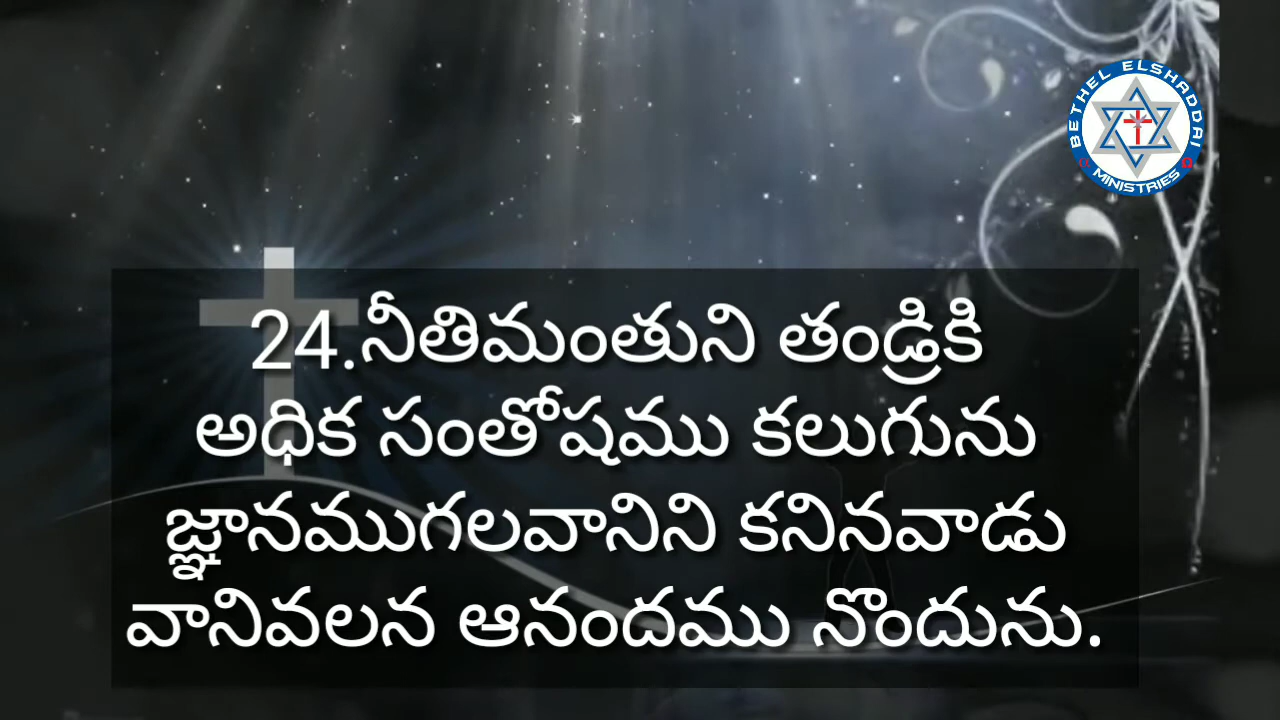 BETHEL ELSHADDAI
MINISTRIES
24.నీతిమంతుని తండ్రికి
అధిక సంతోషము కలుగును
జ్ఞానముగలవానిని కనినవాడు
వానివలన ఆనందము నొందును.